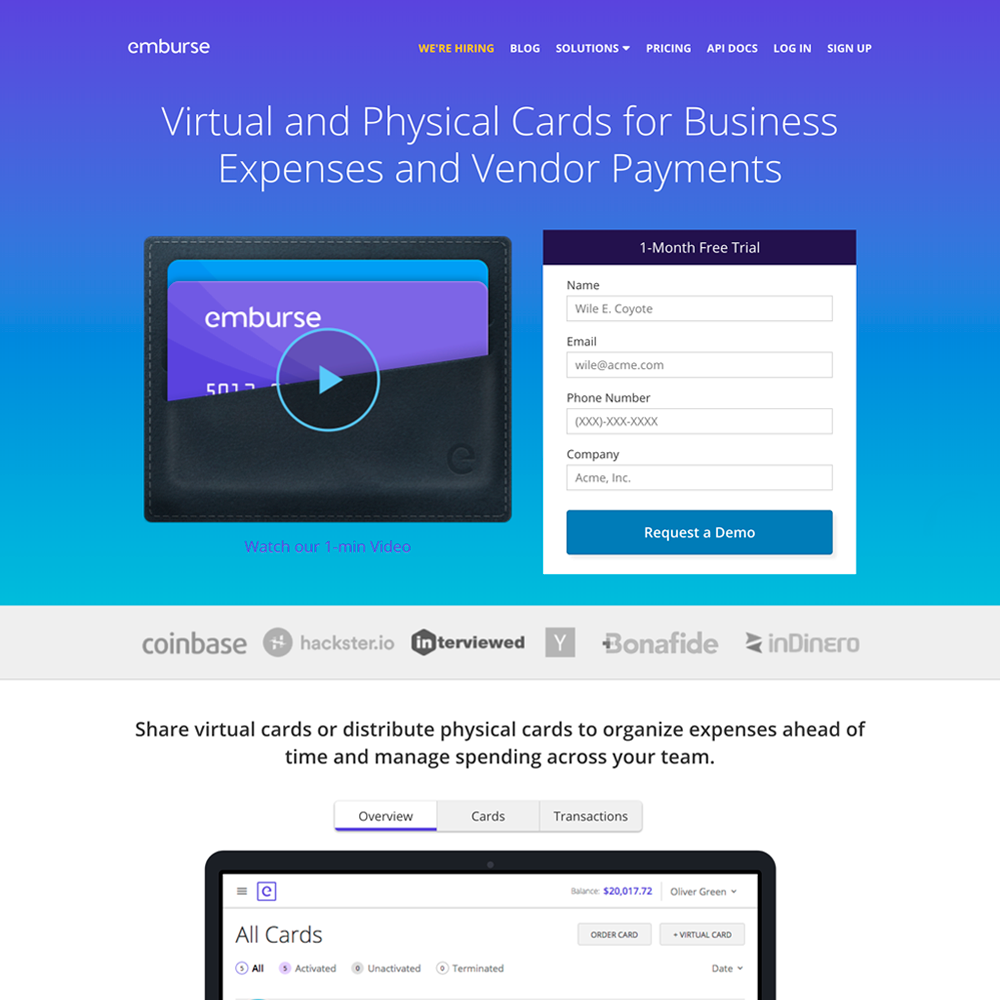 emburse
WE'RE HIRING BLOG SOLUTIONS PRICING API DOCS LOG IN SIGN UP
Virtual and Physical Cards for Business
Expenses and Vendor Payments
emburse
e
Watch our 1-min Video
1-Month Free Trial
Name
Wile E. Coyote
Email
wile@acme.com
Phone Number
(XXX)-XXX-XXXX
Company
Acme, Inc.
Request a Demo
coinbase hackster.io interviewed Y Bonafide inDinero
Share virtual cards or distribute physical cards to organize expenses ahead of
time and manage spending across your team.
Overview Cards Transactions
e Balance: $20,017.72 Oliver Green
All Cards ORDER CARD + VIRTUAL CARD
5 All 5 Activated 0 Unactivated 0 Terminated Date